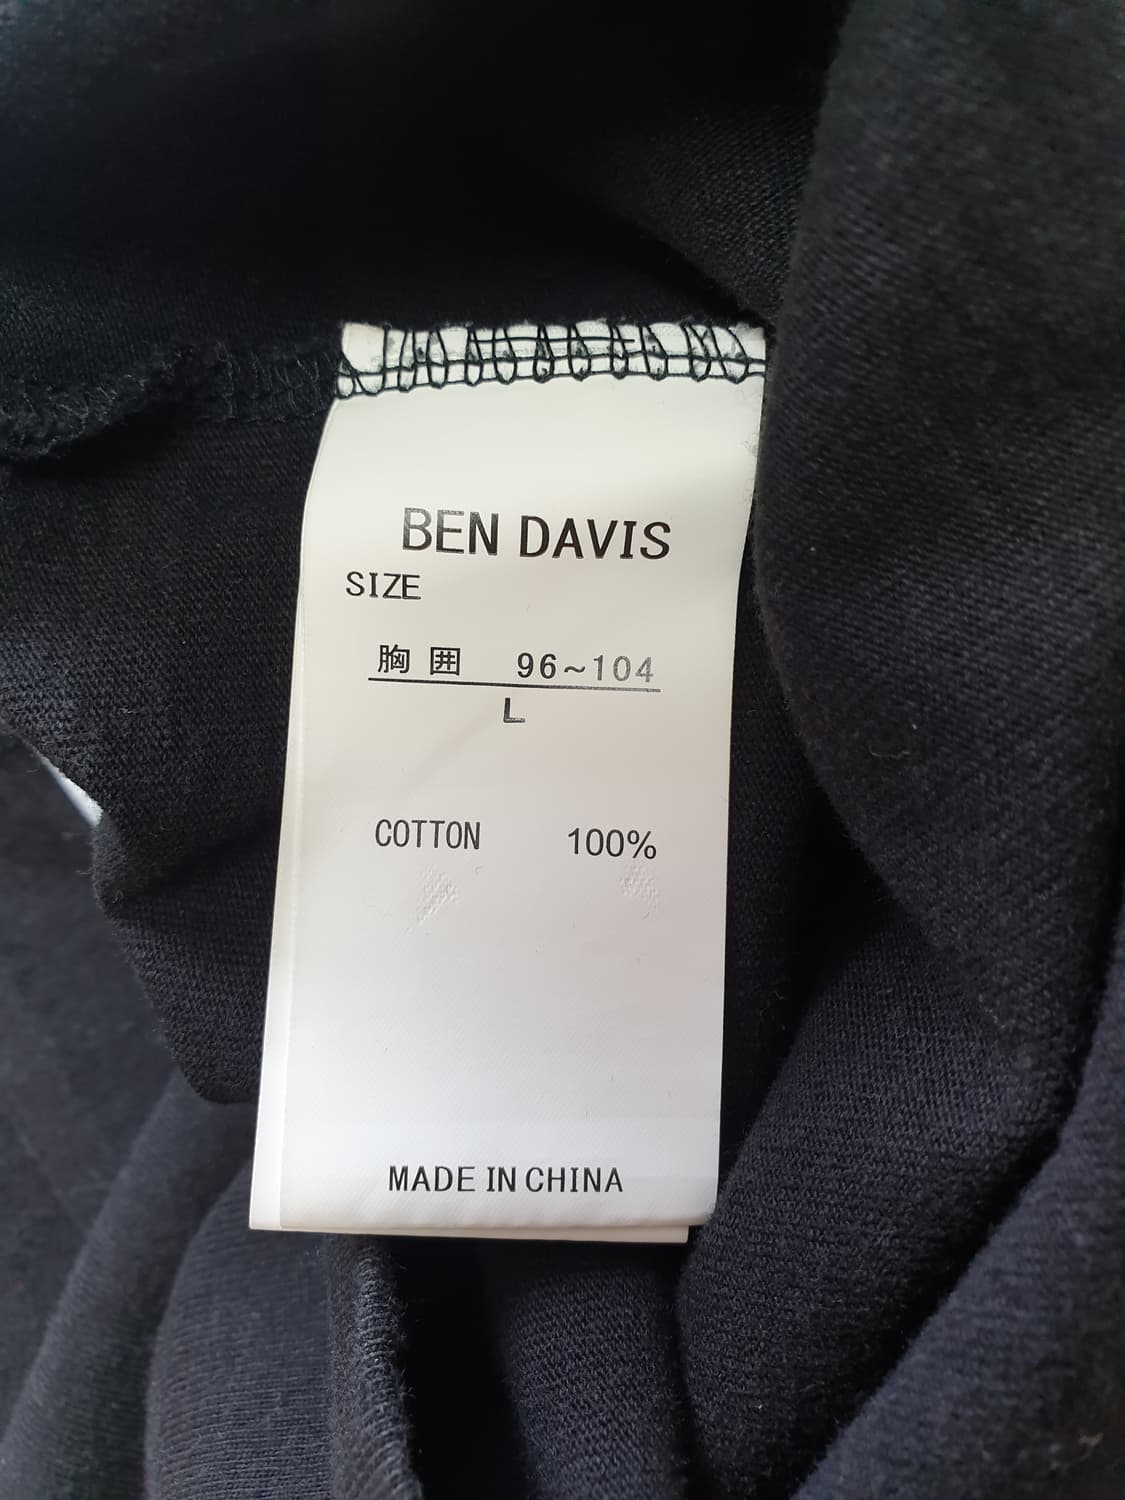 BEN DAVIS
SIZE
胸囲 96~104
L
COTTON 100%
MADE IN CHINA